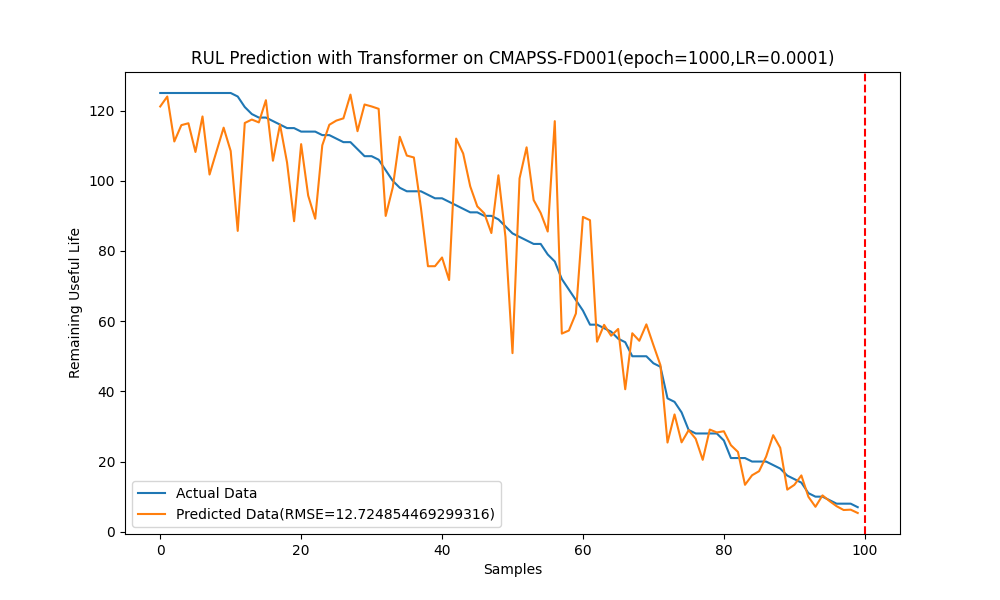 RUL Prediction with Transformer on CMAPSS-FD001(epoch=1000,LR=0.0001)
Remaining Useful Life
120
100
80
60
40
20
0
Actual Data
Predicted Data(RMSE=12.724854469299316)
0 20 40 60 80 100
Samples